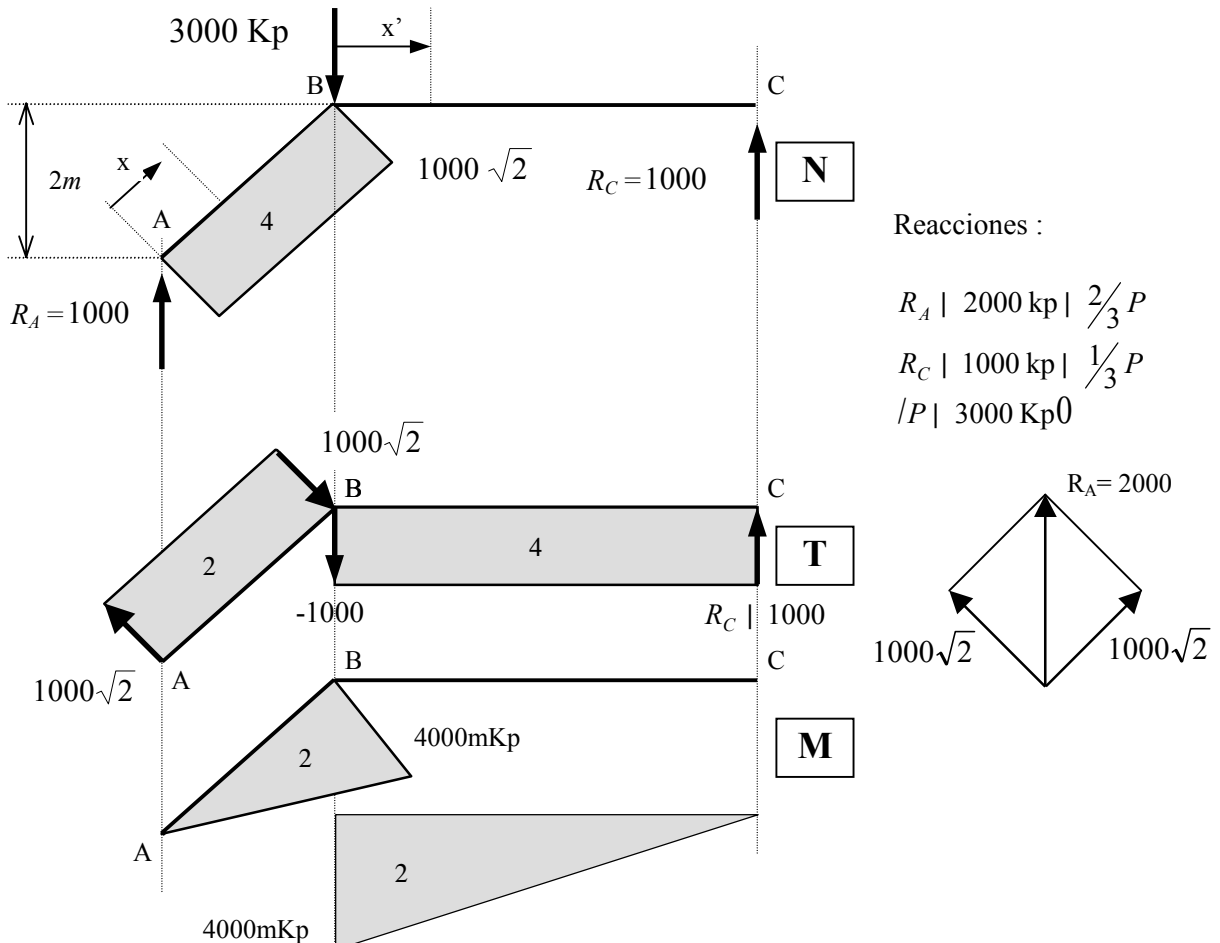 3000 Kp
x’
B
C
x
2m
1000 √2
R_C = 1000
N
A
4
Reacciones :
R_A = 1000
R_A | 2000 kp | 2/3 P
R_C | 1000 kp | 1/3 P
/P | 3000 Kp0
1000√2
B
C
R_A= 2000
2
4
T
-1000
R_C | 1000
1000√2
A
1000√2
1000√2
B
C
4000mKp
M
2
A
2
4000mKp